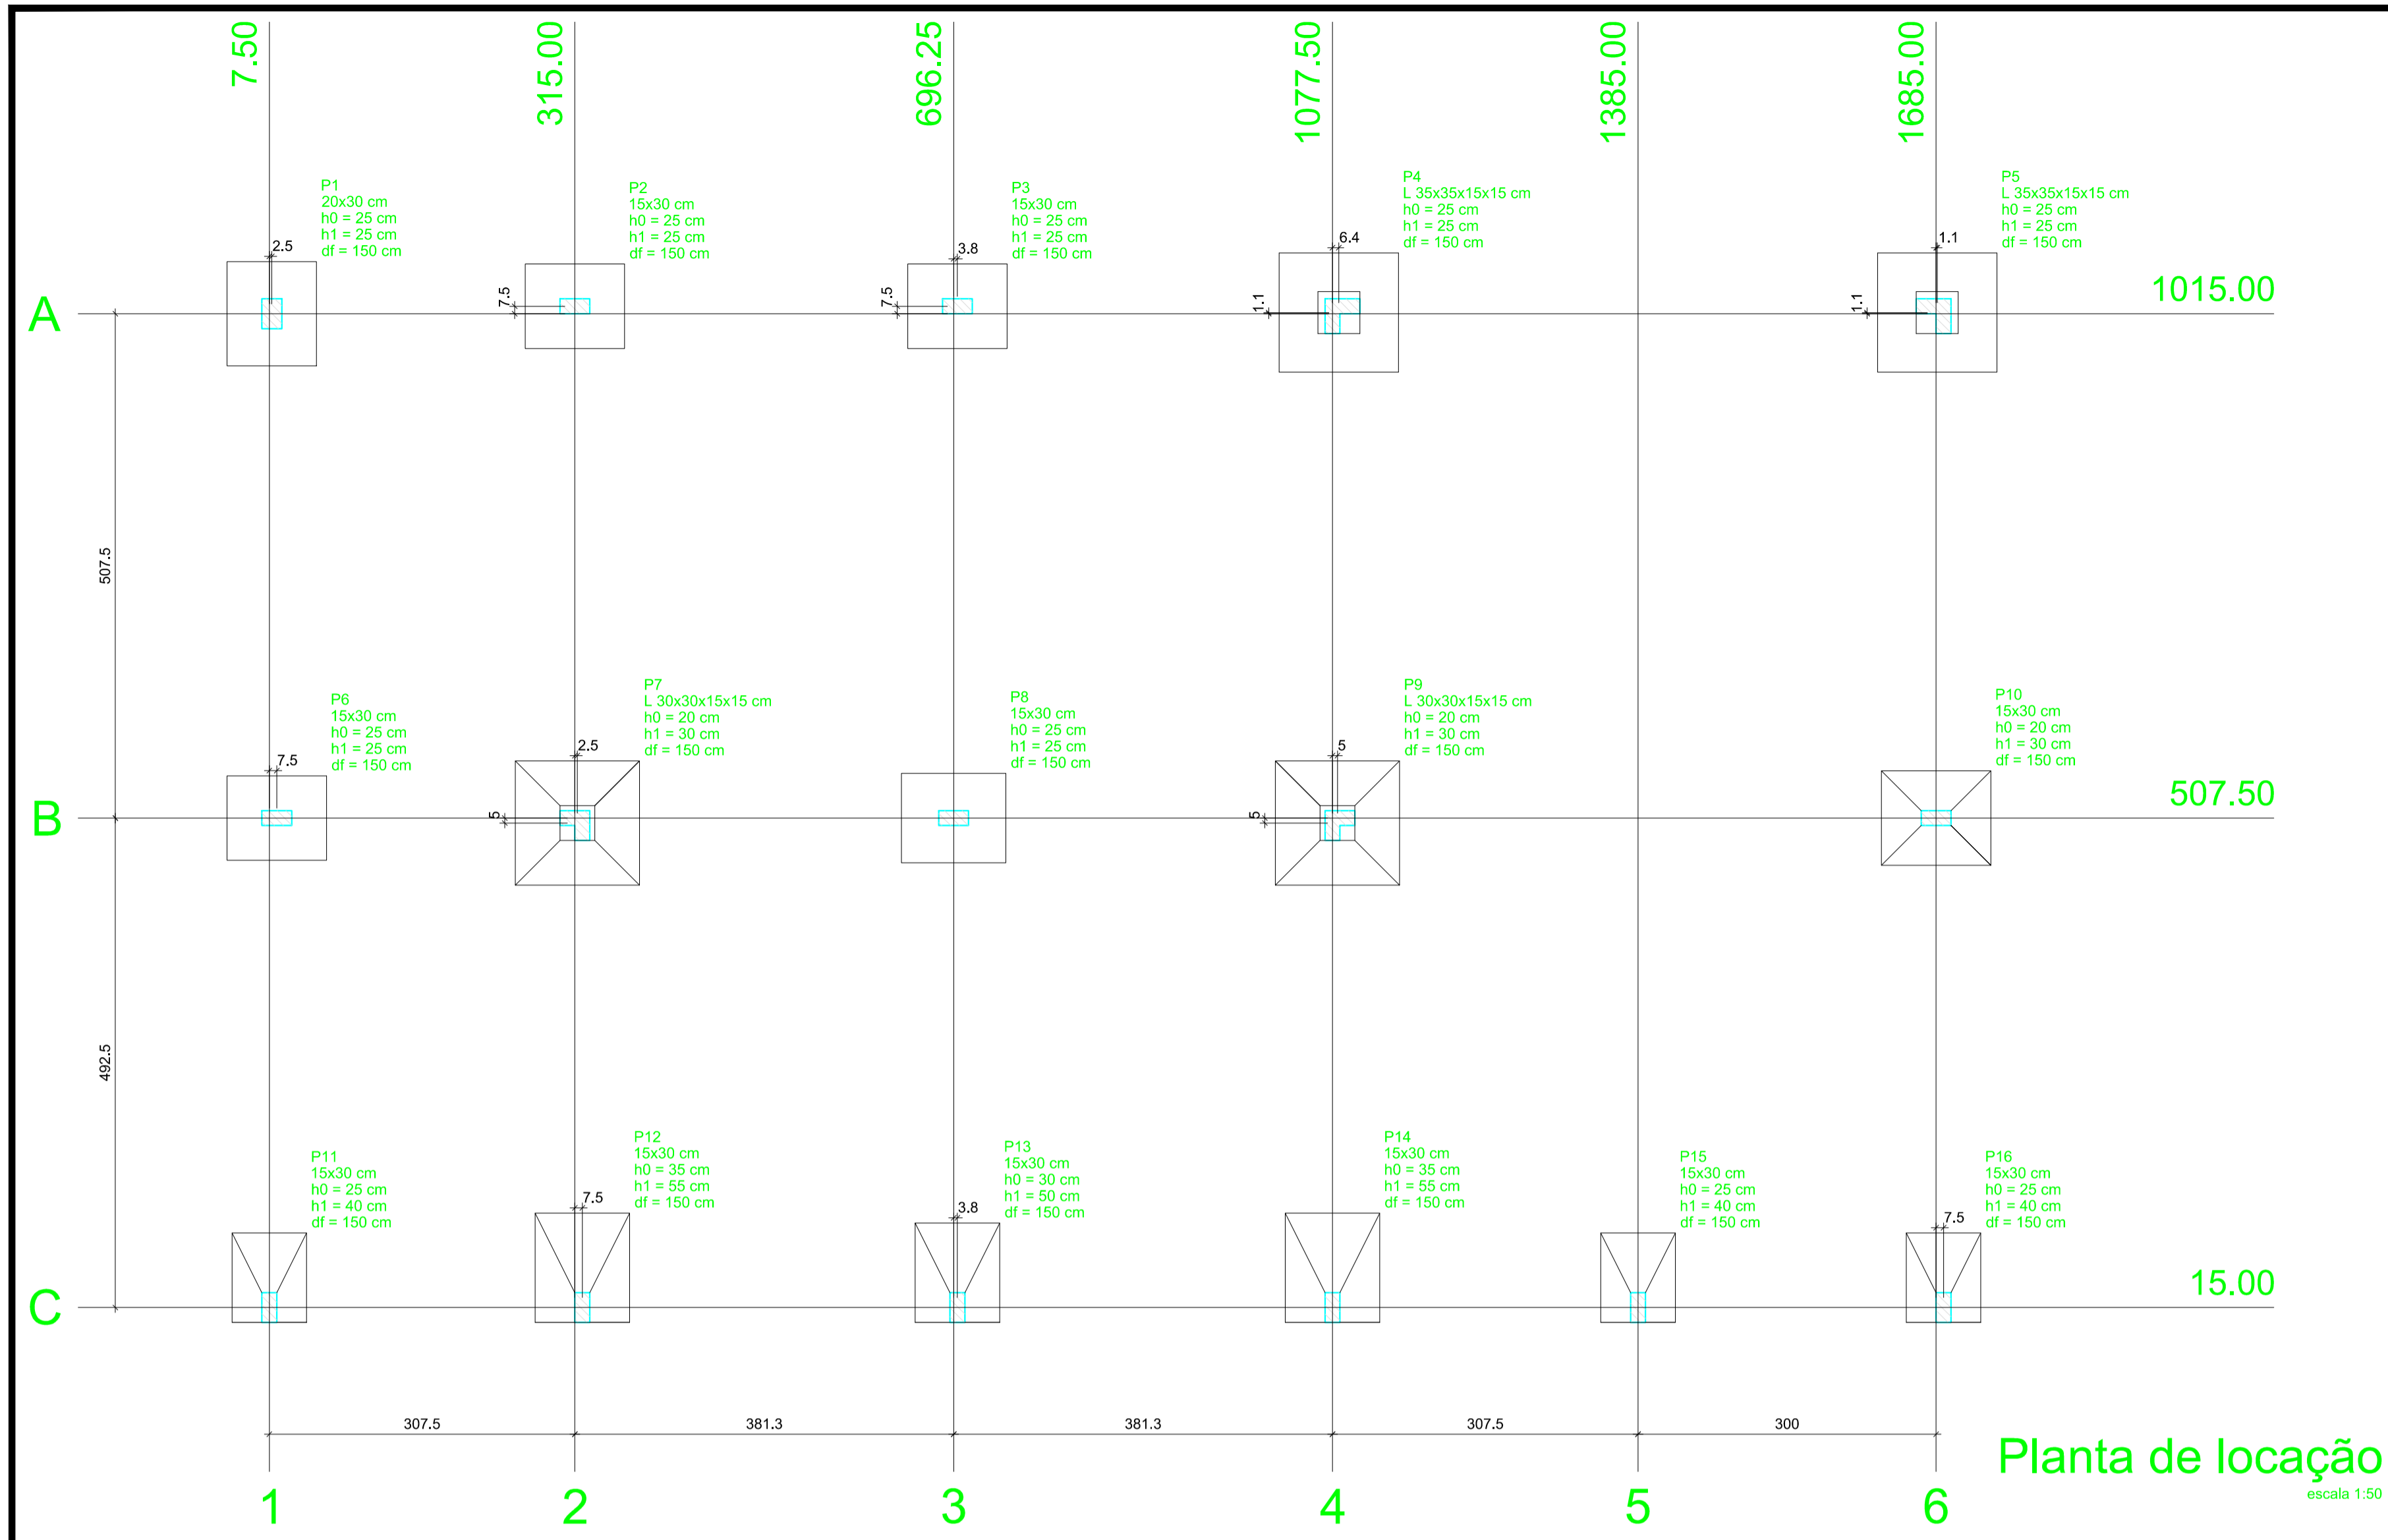 7.50
315.00
696.25
1077.50
1385.00
1685.00
P1
20x30 cm
h0 = 25 cm
h1 = 25 cm
df = 150 cm
2.5
P2
15x30 cm
h0 = 25 cm
h1 = 25 cm
df = 150 cm
7.5
P3
15x30 cm
h0 = 25 cm
h1 = 25 cm
df = 150 cm
3.8
7.5
P4
L 35x35x15x15 cm
h0 = 25 cm
h1 = 25 cm
df = 150 cm
6.4
1.1
P5
L 35x35x15x15 cm
h0 = 25 cm
h1 = 25 cm
df = 150 cm
1.1
1.1
A
1015.00
507.5
P6
15x30 cm
h0 = 25 cm
h1 = 25 cm
df = 150 cm
7.5
P7
L 30x30x15x15 cm
h0 = 20 cm
h1 = 30 cm
df = 150 cm
2.5
5
P8
15x30 cm
h0 = 25 cm
h1 = 25 cm
df = 150 cm
P9
L 30x30x15x15 cm
h0 = 20 cm
h1 = 30 cm
df = 150 cm
5
5
P10
15x30 cm
h0 = 20 cm
h1 = 30 cm
df = 150 cm
B
507.50
492.5
P11
15x30 cm
h0 = 25 cm
h1 = 40 cm
df = 150 cm
P12
15x30 cm
h0 = 35 cm
h1 = 55 cm
df = 150 cm
7.5
P13
15x30 cm
h0 = 30 cm
h1 = 50 cm
df = 150 cm
3.8
P14
15x30 cm
h0 = 35 cm
h1 = 55 cm
df = 150 cm
P15
15x30 cm
h0 = 25 cm
h1 = 40 cm
df = 150 cm
P16
15x30 cm
h0 = 25 cm
h1 = 40 cm
df = 150 cm
7.5
C
15.00
307.5
381.3
381.3
307.5
300
Planta de locação
escala 1:50
1
2
3
4
5
6